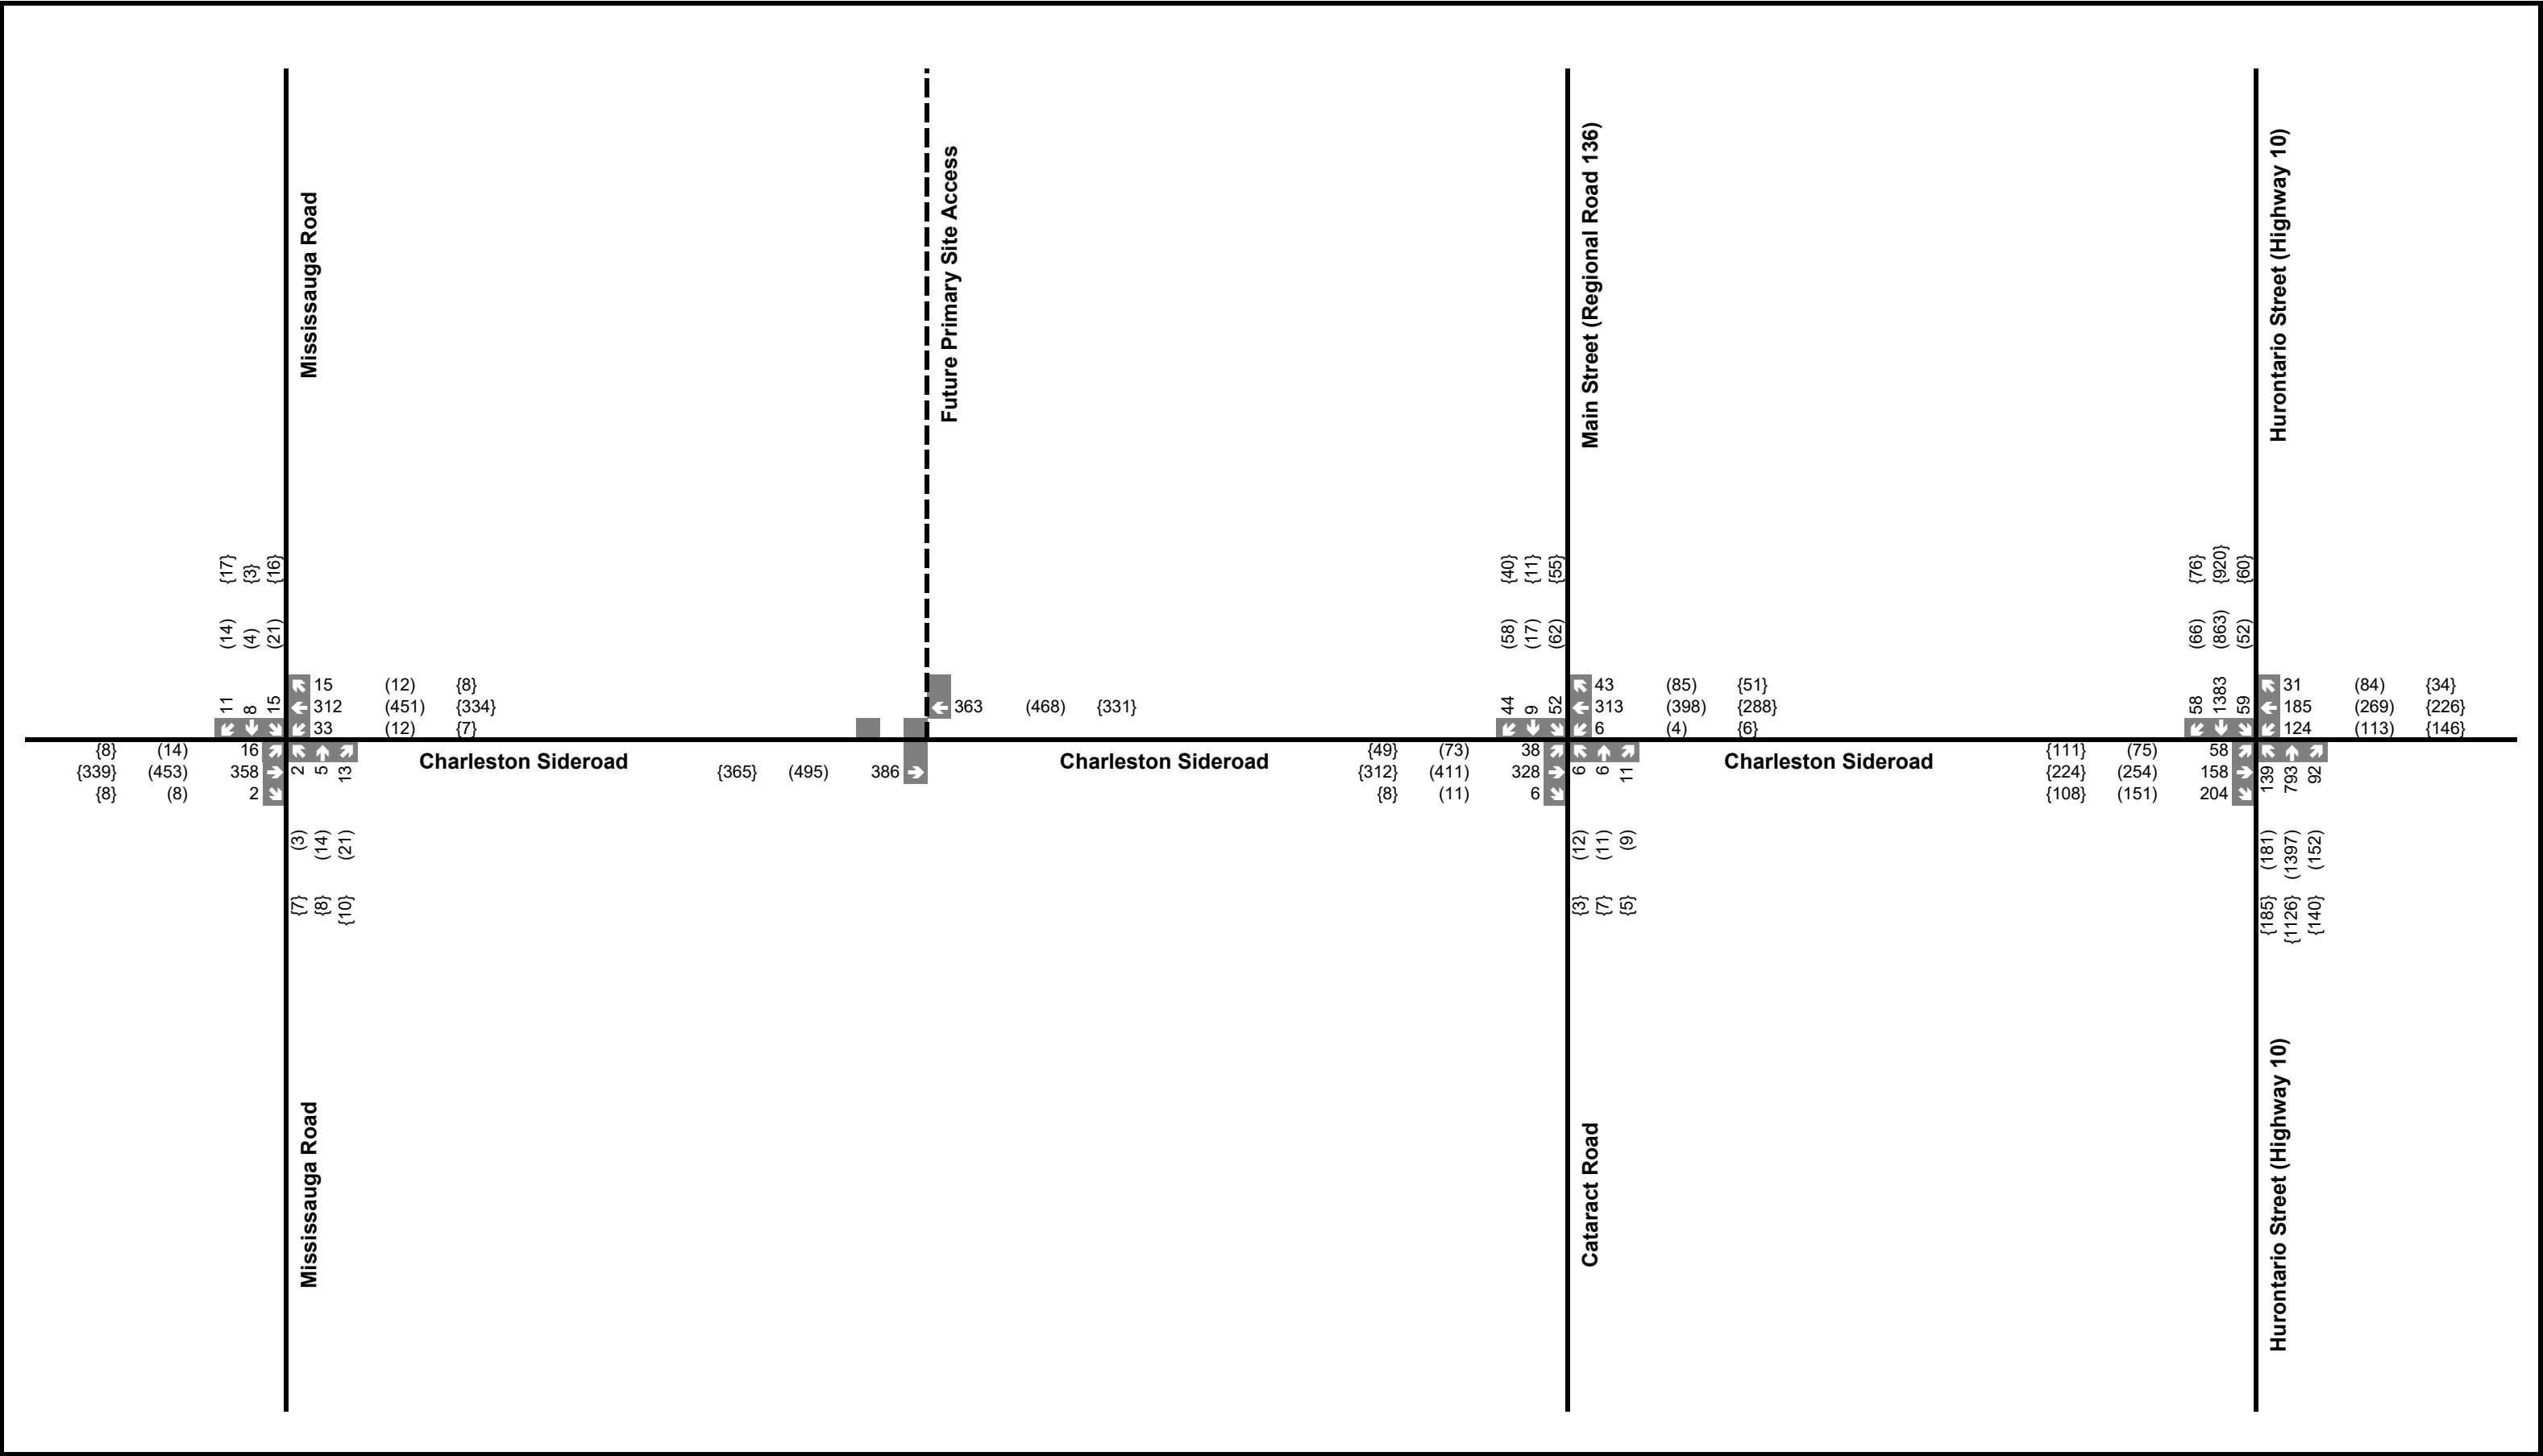 Mississauga Road
Future Primary Site Access
Main Street (Regional Road 136)
Hurontario Street (Highway 10)
{17} {3} {16}
(14) (4) (21)
11 8 15
15 (12) {8}
312 (451) {334}
33 (12) {7}
{8} (14) 16
{339} (453) 358
{8} (8) 2
2 5 13
(3) (14) (21)
{7} {8} {10}
Charleston Sideroad
363 (468) {331}
{365} (495) 386
Charleston Sideroad
{40} {11} {55}
(58) (17) (62)
44 9 52
43 (85) {51}
313 (398) {288}
6 (4) {6}
{49} (73) 38
{312} (411) 328
{8} (11) 6
6 6 11
(12) (11) (9)
{3} {7} {5}
Charleston Sideroad
{76} {920} {60}
(66) (863) (52)
58 1383 59
31 (84) {34}
185 (269) {226}
124 (113) {146}
{111} (75) 58
{224} (254) 158
{108} (151) 204
139 793 92
(181) (1397) (152)
{185} {1126} {140}
Mississauga Road
Cataract Road
Hurontario Street (Highway 10)